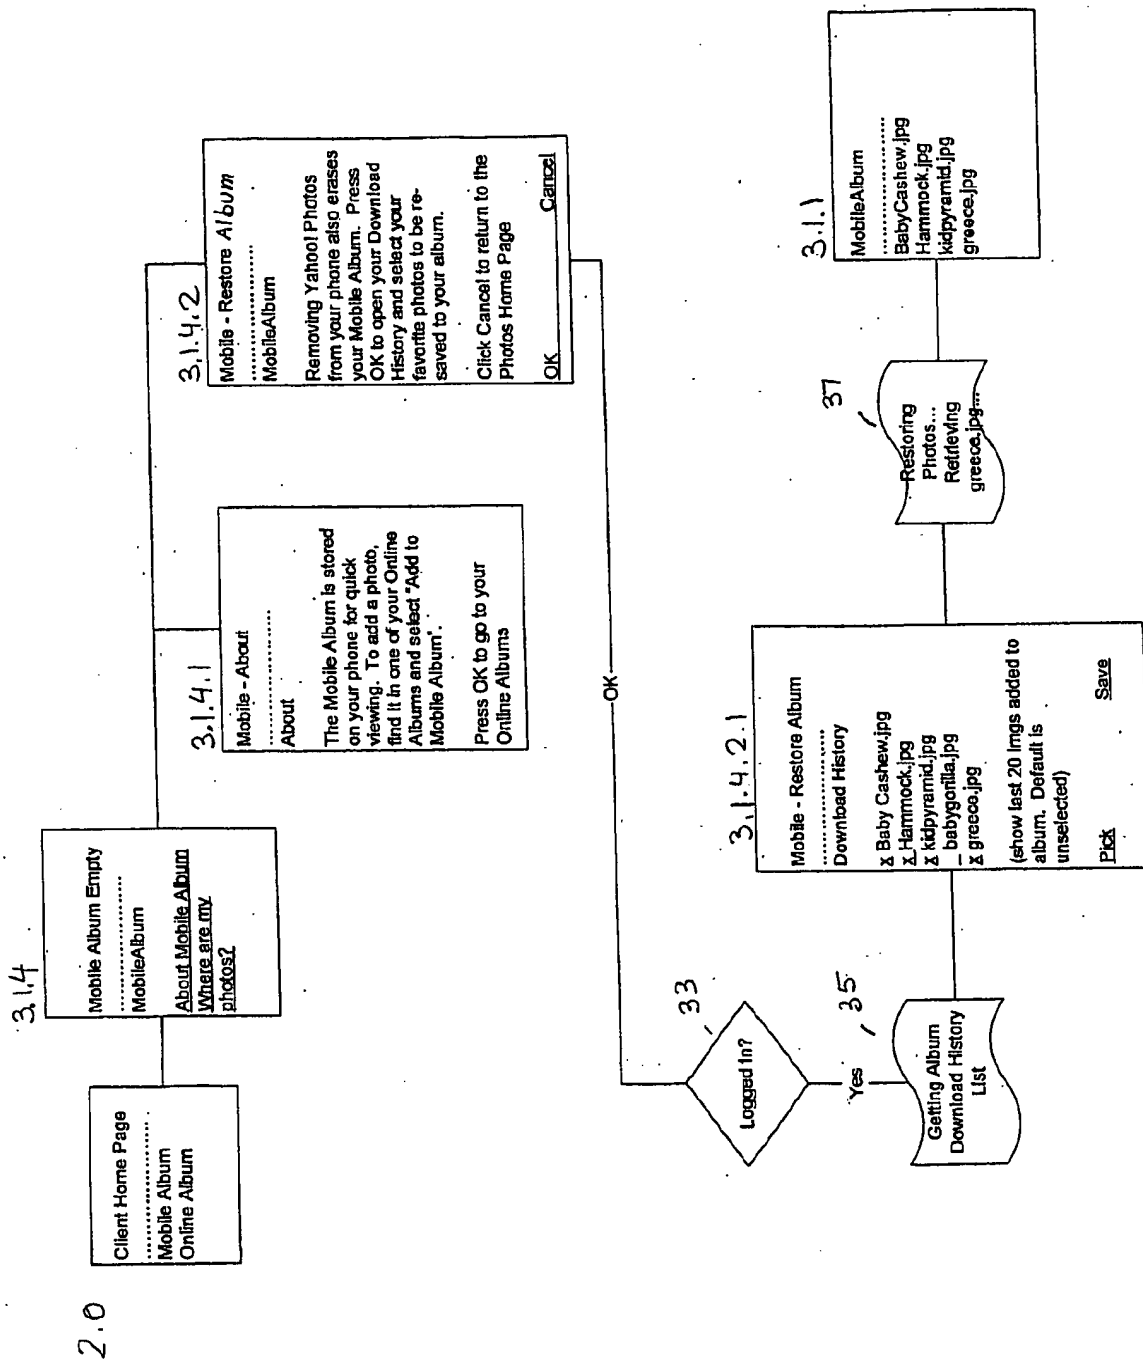 2.0
Client Home Page
Mobile Album
Online Album
3.1.4
Mobile Album Empty
MobileAlbum
About Mobile Album
Where are my
photos?
3.1.4.1
Mobile - About
About
The Mobile Album is stored
on your phone for quick
viewing. To add a photo,
find it in one of your Online
Albums and select "Add to
Mobile Album".
Press OK to go to your
Online Albums
3.1.4.2
Mobile - Restore Album
MobileAlbum
Removing Yahoo! Photos
from your phone also erases
your Mobile Album. Press
OK to open your Download
History and select your
favorite photos to be re-
saved to your album.
Click Cancel to return to the
Photos Home Page
OK Cancel
OK
33
Logged In?
Yes
35
Getting Album
Download History
List
3.1.4.2.1
Mobile - Restore Album
Download History
x Baby Cashew.jpg
x Hammock.jpg
x kidpyramid.jpg
_ babygorilla.jpg
x greece.jpg
(show last 20 imgs added to
album. Default is
unselected)
Pick Save
37
Restoring
Photos...
Retrieving
greece.jpg...
3.1.1
MobileAlbum
BabyCashew.jpg
Hammock.jpg
kidpyramid.jpg
greece.jpg